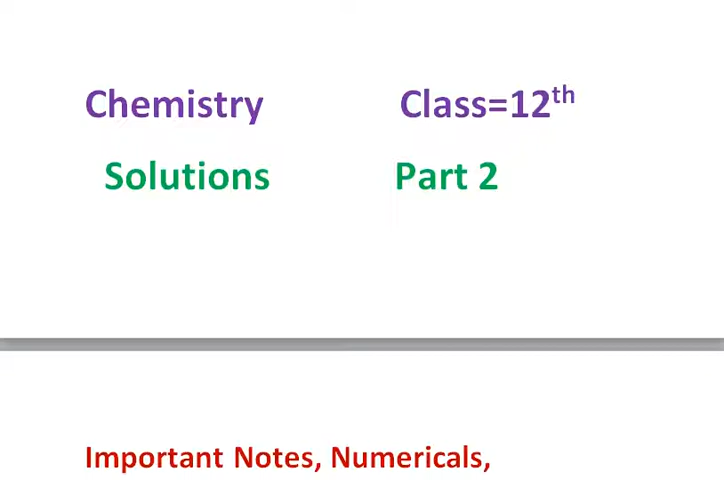 Chemistry Class=12th
Solutions Part 2
Important Notes, Numericals,